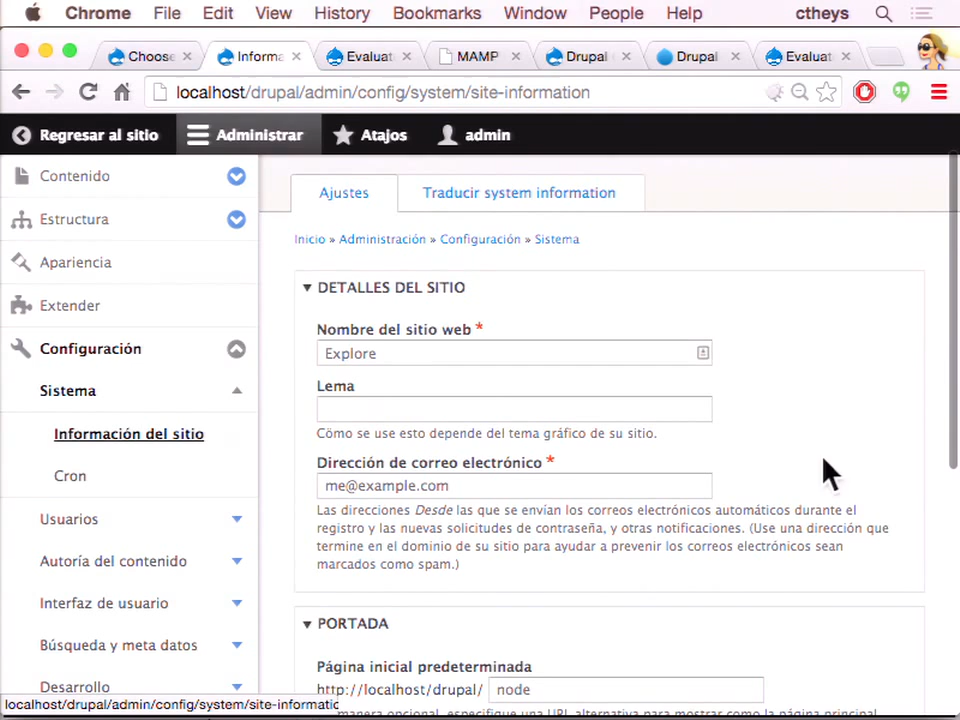 Chrome File Edit View History Bookmarks Window People Help ctheys
Choose Informa Evaluat MAMP Drupal Drupal Evaluat
localhost/drupal/admin/config/system/site-information
Regresar al sitio Administrar Atajos admin
Contenido
Estructura
Apariencia
Extender
Configuración
Sistema
Información del sitio
Cron
Usuarios
Autoría del contenido
Interfaz de usuario
Búsqueda y meta datos
Desarrollo
localhost/drupal/admin/config/system/site-informatic
Ajustes Traducir system information
Inicio » Administración » Configuración » Sistema
DETALLES DEL SITIO
Nombre del sitio web *
Explore
Lema
Cómo se use esto depende del tema gráfico de su sitio.
Dirección de correo electrónico *
me@example.com
Las direcciones Desde las que se envían los correos electrónicos automáticos durante el
registro y las nuevas solicitudes de contraseña, y otras notificaciones. (Use una dirección que
termine en el dominio de su sitio para ayudar a prevenir los correos electrónicos sean
marcados como spam.)
PORTADA
Página inicial predeterminada
http://localhost/drupal/ node
manera opcional, especifique una URL alternativa para mostrar como la página principal